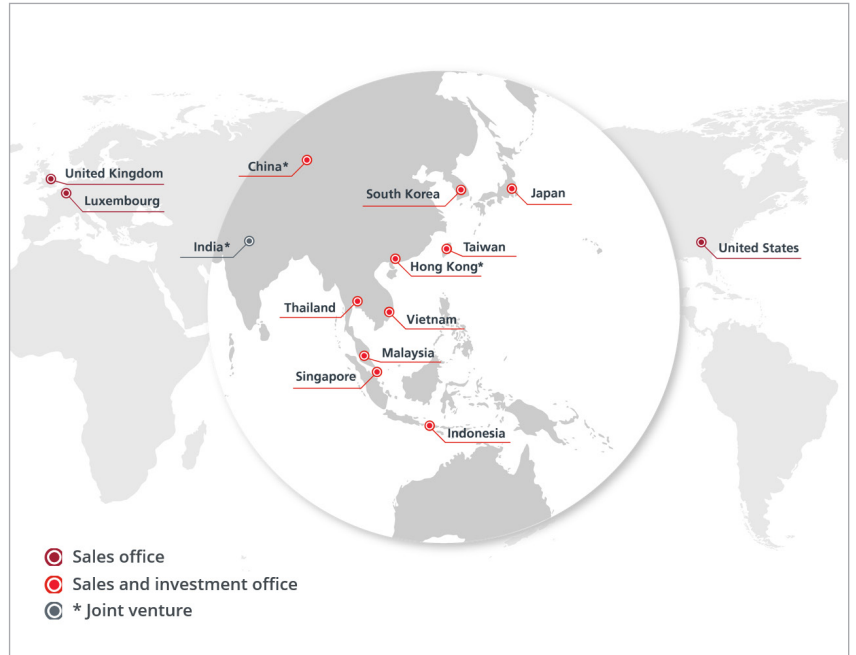 United Kingdom
Luxembourg
China*
South Korea
Japan
India*
Taiwan
Hong Kong*
United States
Thailand
Vietnam
Malaysia
Singapore
Indonesia
Sales office
Sales and investment office
* Joint venture